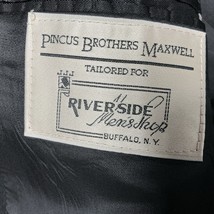 PINCUS BROTHERS MAXWELL
TAILORED FOR
RIVERSIDE
Men's Shop
BUFFALO, N.Y.